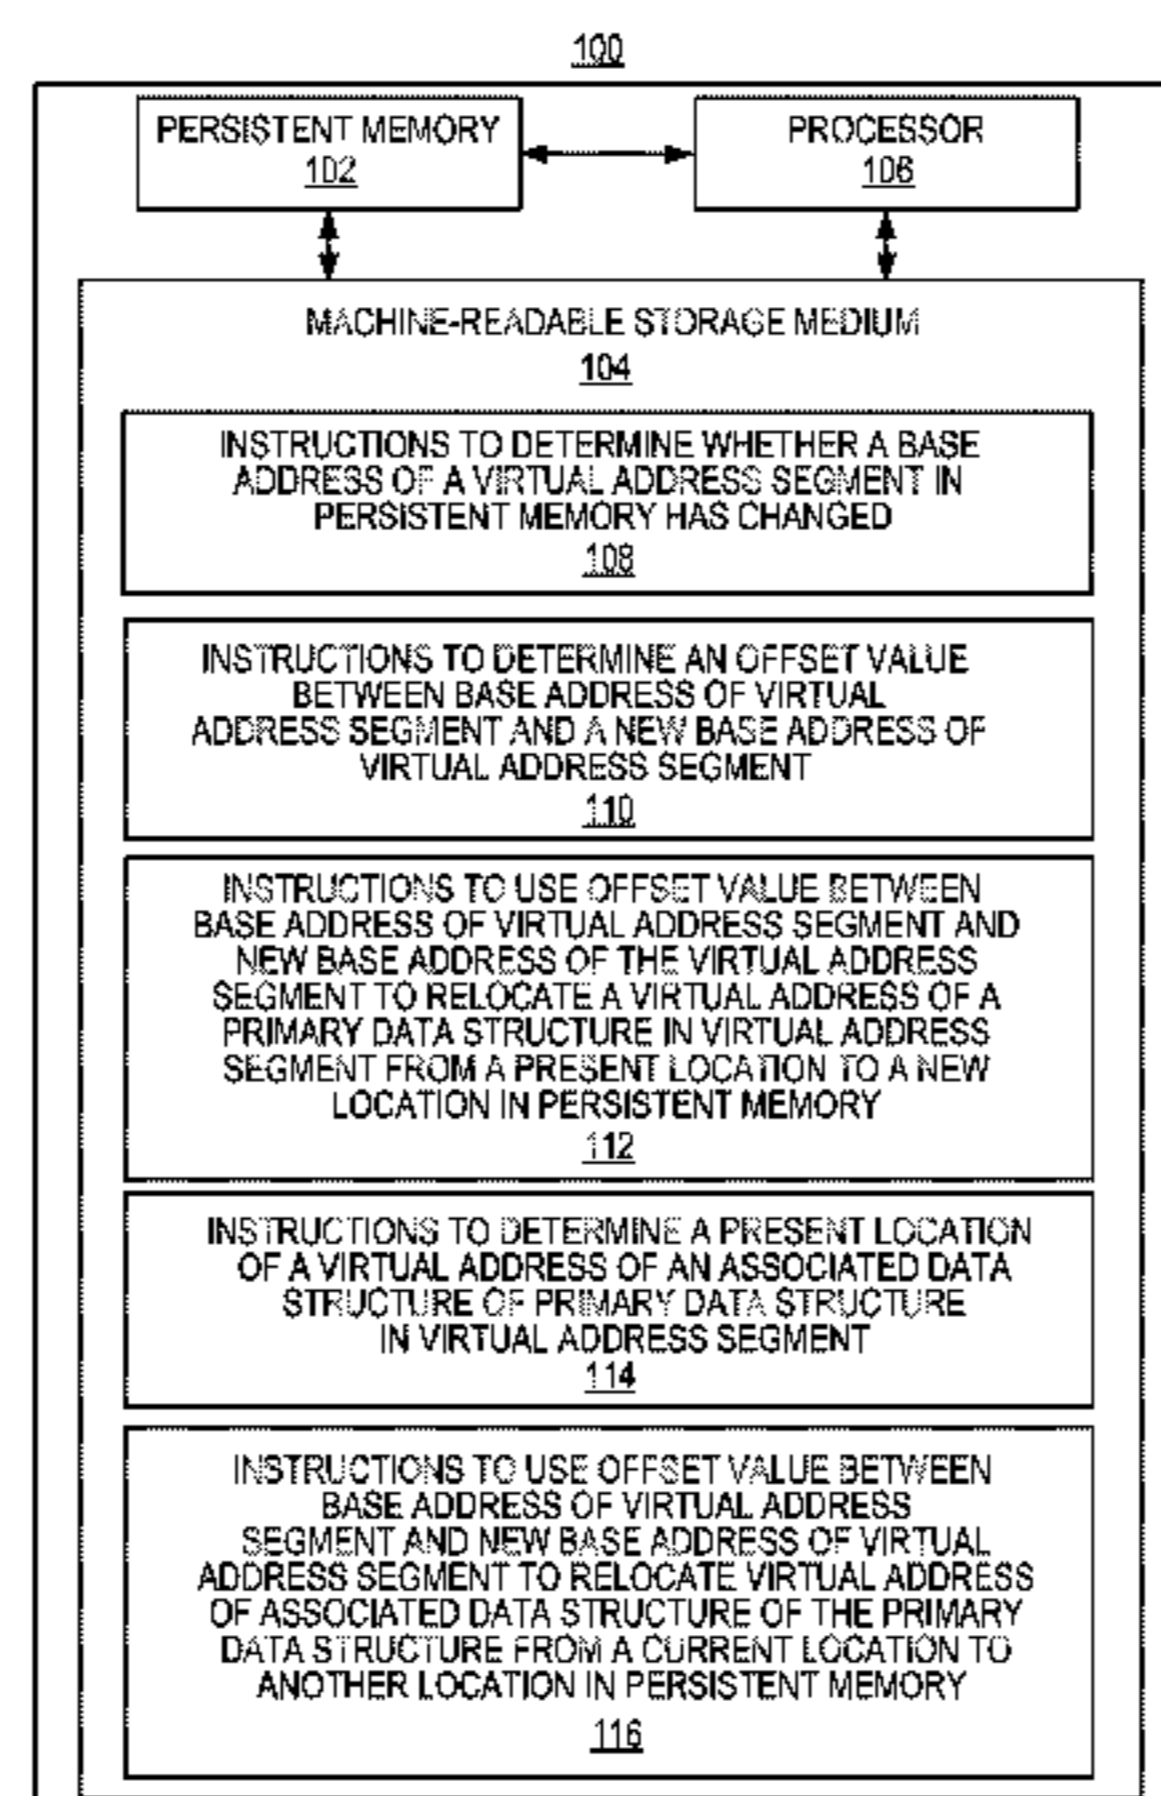 100
PERSISTENT MEMORY
102
PROCESSOR
106
MACHINE-READABLE STORAGE MEDIUM
104
INSTRUCTIONS TO DETERMINE WHETHER A BASE
ADDRESS OF A VIRTUAL ADDRESS SEGMENT IN
PERSISTENT MEMORY HAS CHANGED
108
INSTRUCTIONS TO DETERMINE AN OFFSET VALUE
BETWEEN BASE ADDRESS OF VIRTUAL
ADDRESS SEGMENT AND A NEW BASE ADDRESS OF
VIRTUAL ADDRESS SEGMENT
110
INSTRUCTIONS TO USE OFFSET VALUE BETWEEN
BASE ADDRESS OF VIRTUAL ADDRESS SEGMENT AND
NEW BASE ADDRESS OF THE VIRTUAL ADDRESS
SEGMENT TO RELOCATE A VIRTUAL ADDRESS OF A
PRIMARY DATA STRUCTURE IN VIRTUAL ADDRESS
SEGMENT FROM A PRESENT LOCATION TO A NEW
LOCATION IN PERSISTENT MEMORY
112
INSTRUCTIONS TO DETERMINE A PRESENT LOCATION
OF A VIRTUAL ADDRESS OF AN ASSOCIATED DATA
STRUCTURE OF PRIMARY DATA STRUCTURE
IN VIRTUAL ADDRESS SEGMENT
114
INSTRUCTIONS TO USE OFFSET VALUE BETWEEN
BASE ADDRESS OF VIRTUAL ADDRESS
SEGMENT AND NEW BASE ADDRESS OF VIRTUAL
ADDRESS SEGMENT TO RELOCATE VIRTUAL ADDRESS
OF ASSOCIATED DATA STRUCTURE OF THE PRIMARY
DATA STRUCTURE FROM A CURRENT LOCATION TO
ANOTHER LOCATION IN PERSISTENT MEMORY
116